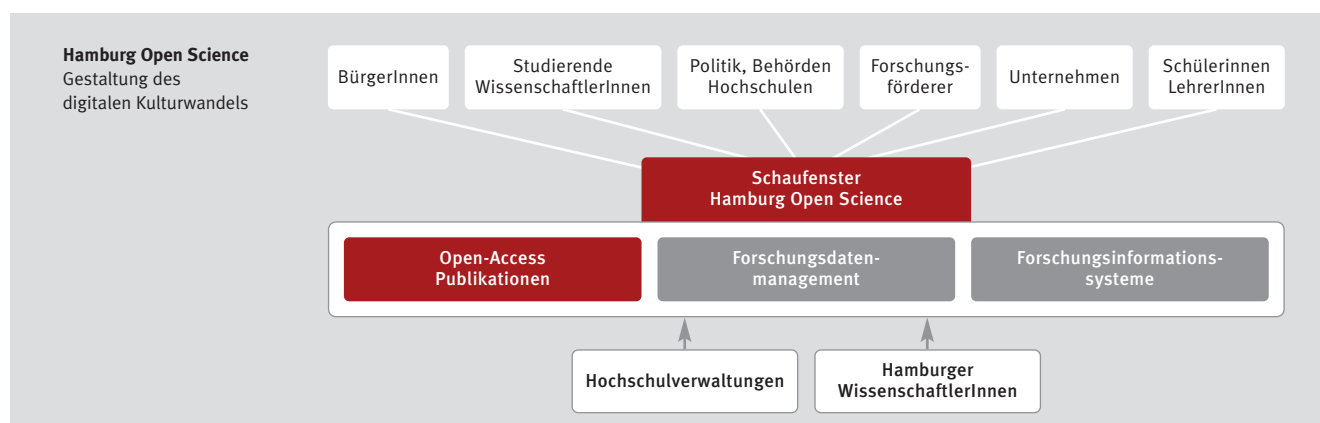 Hamburg Open Science
Gestaltung des
digitalen Kulturwandels
BürgerInnen
Studierende
WissenschaftlerInnen
Politik, Behörden
Hochschulen
Forschungs-
förderer
Unternehmen
Schülerinnen
LehrerInnen
Schaufenster
Hamburg Open Science
Open-Access
Publikationen
Forschungsdaten-
management
Forschungsinformations-
systeme
Hochschulverwaltungen
Hamburger
WissenschaftlerInnen